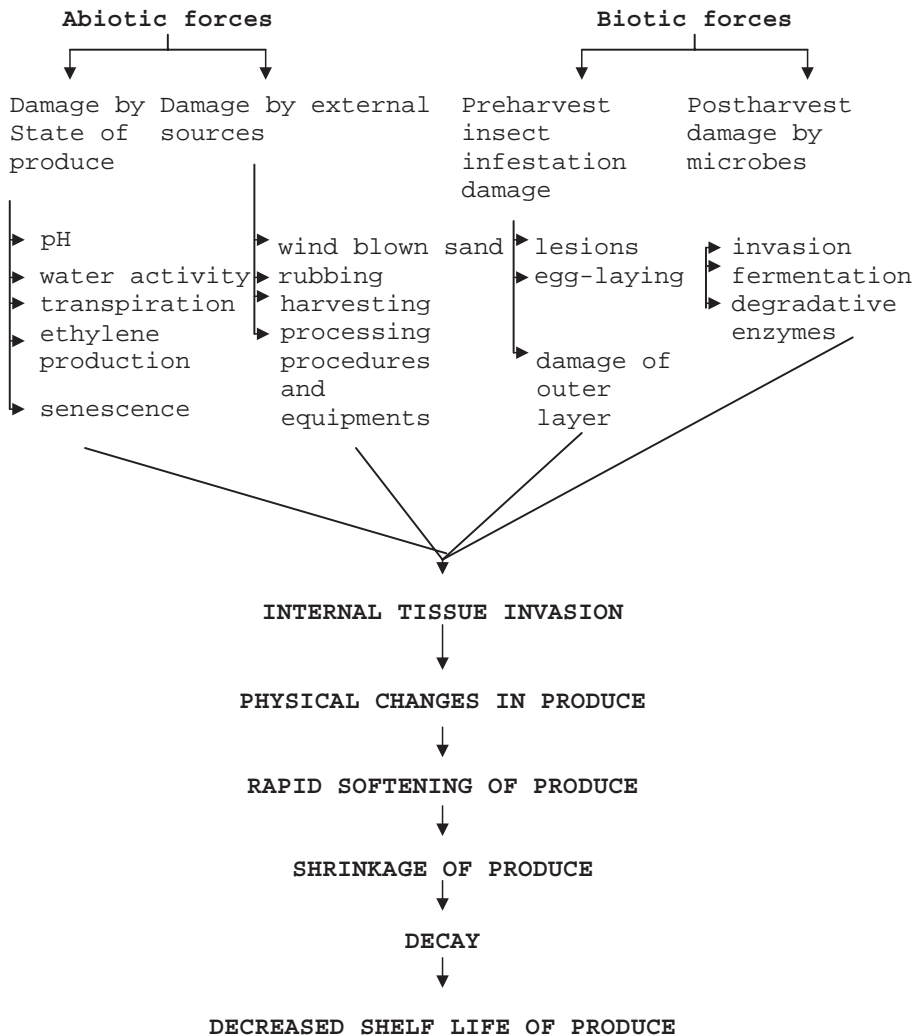 Abiotic forces
Biotic forces
Damage by
State of
produce
Damage by external
sources
Preharvest
insect
infestation
damage
Postharvest
damage by
microbes
pH
water activity
transpiration
ethylene
production
senescence
wind blown sand
rubbing
harvesting
processing
procedures
and
equipments
lesions
egg-laying
damage of
outer
layer
invasion
fermentation
degradative
enzymes
INTERNAL TISSUE INVASION
PHYSICAL CHANGES IN PRODUCE
RAPID SOFTENING OF PRODUCE
SHRINKAGE OF PRODUCE
DECAY
DECREASED SHELF LIFE OF PRODUCE